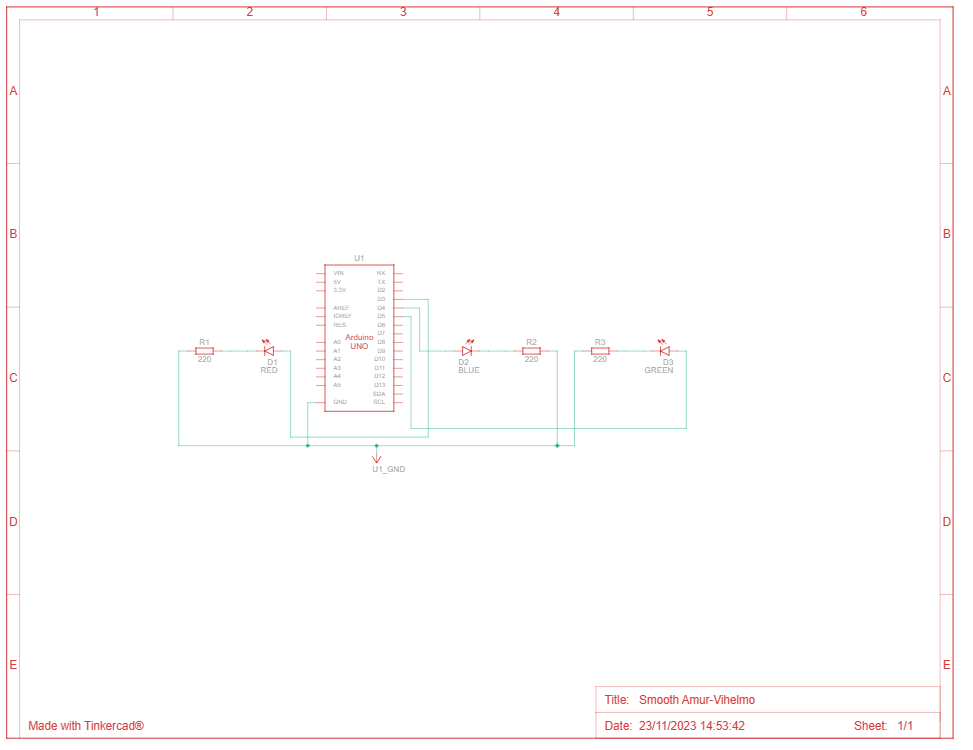 1 2 3 4 5 6
A A
B B
U1
VIN RX
5V TX
3.3V D2
D3
AREF D4
IOREF D5
RES D6
D7
Arduino
UNO
A0 D8
A1 D9
A2 D10
A3 D11
A4 D12
A5 D13
SDA
GND SCL
R1
220
D1
RED
D2
BLUE
R2
220
R3
220
D3
GREEN
C C
U1_GND
D D
E E
Title: Smooth Amur-Vihelmo
Made with Tinkercad®
Date: 23/11/2023 14:53:42 Sheet: 1/1